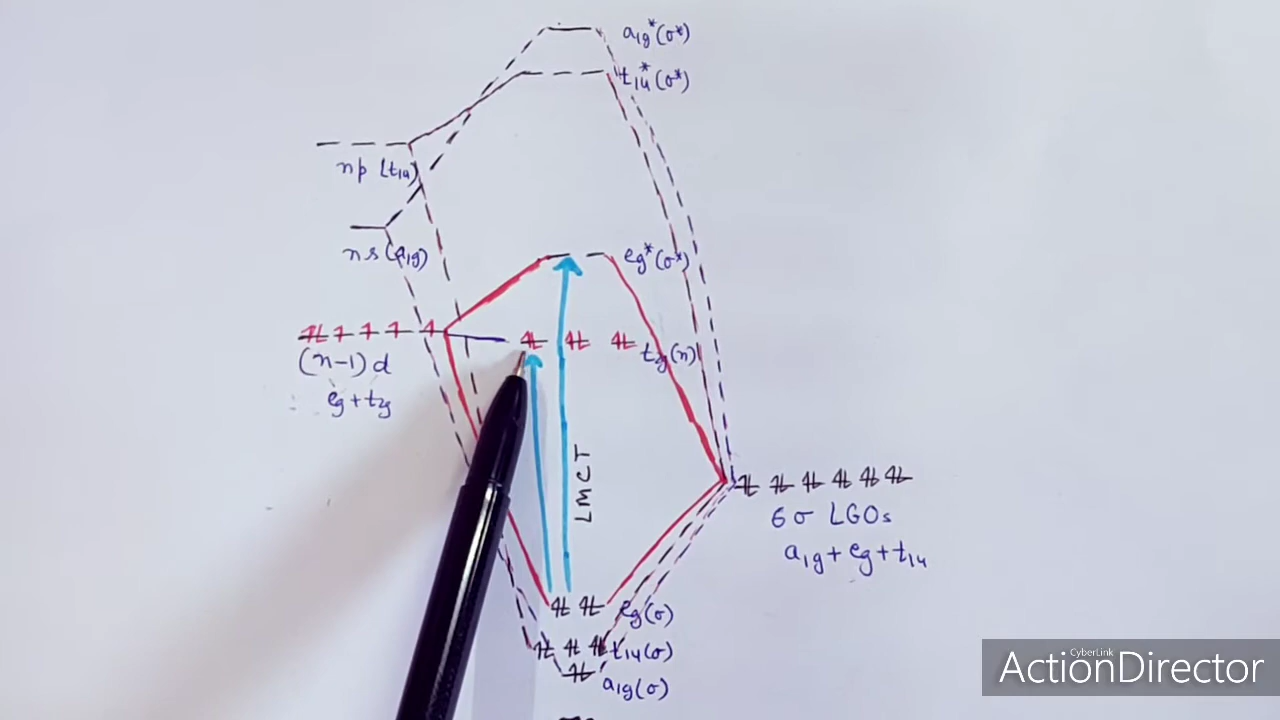 a1g*(σ*)
t1u*(σ*)
np (t1u)
ns (a1g)
eg*(σ*)
t2g(n)
(n-1) d
eg + t2g
LMCT
6σ LGOs
a1g + eg + t1u
eg(σ)
t1u(σ)
a1g(σ)
CyberLink
ActionDirector